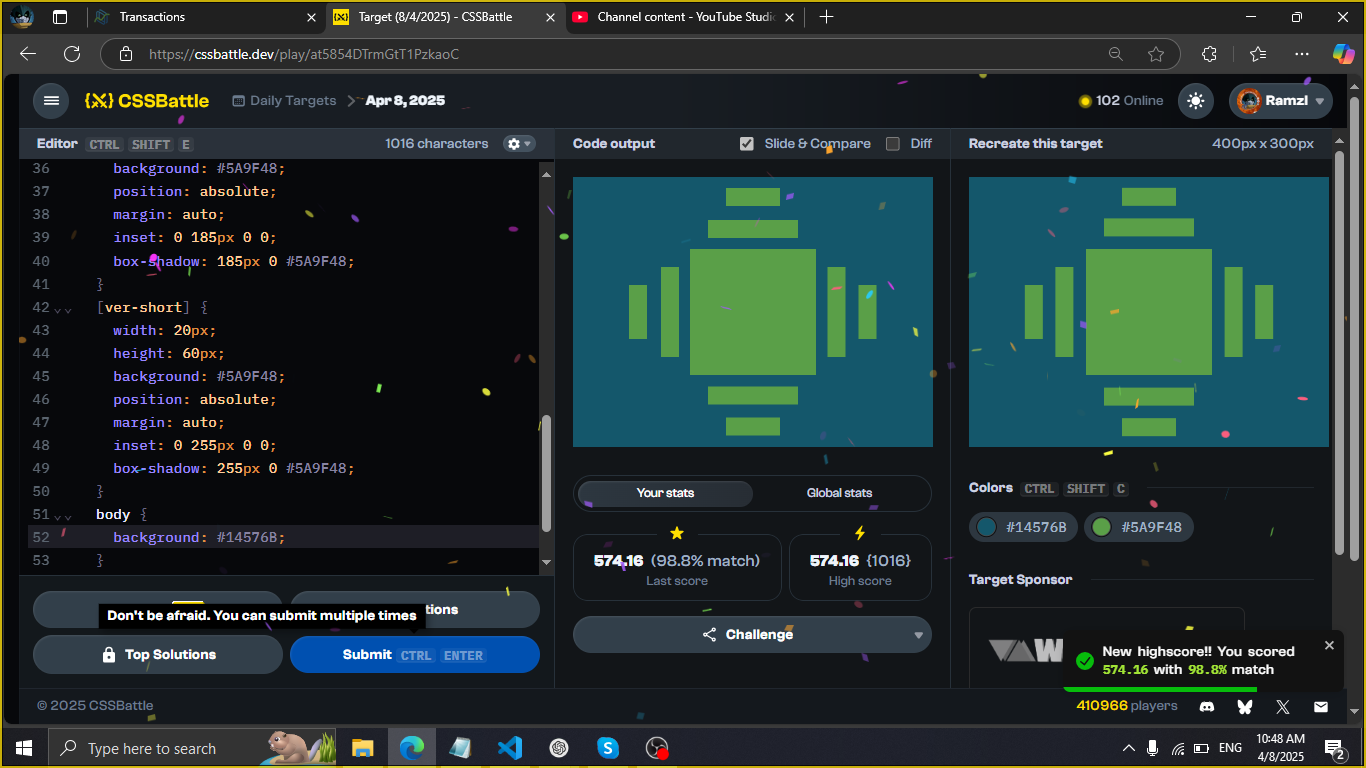 Transactions
Target (8/4/2025) - CSSBattle
Channel content - YouTube Studio
https://cssbattle.dev/play/at5854DTrmGtT1PzkaoC
{X} CSSBattle
Daily Targets
Apr 8, 2025
102 Online
Ramzl
Editor CTRL SHIFT E
1016 characters
36 background: #5A9F48;
37 position: absolute;
38 margin: auto;
39 inset: 0 185px 0 0;
40 box-shadow: 185px 0 #5A9F48;
41 }
42 [ver-short] {
43 width: 20px;
44 height: 60px;
45 background: #5A9F48;
46 position: absolute;
47 margin: auto;
48 inset: 0 255px 0 0;
49 box-shadow: 255px 0 #5A9F48;
50 }
51 body {
52 background: #14576B;
53 }
Don't be afraid. You can submit multiple times
tions
Top Solutions
Submit CTRL ENTER
Code output
Slide & Compare
Diff
Your stats
Global stats
574.16 (98.8% match)
Last score
574.16 {1016}
High score
Challenge
Recreate this target
400px x 300px
Colors CTRL SHIFT C
#14576B
#5A9F48
Target Sponsor
W
New highscore!! You scored
574.16 with 98.8% match
© 2025 CSSBattle
410966 players
Type here to search
ENG
10:48 AM
4/8/2025
2